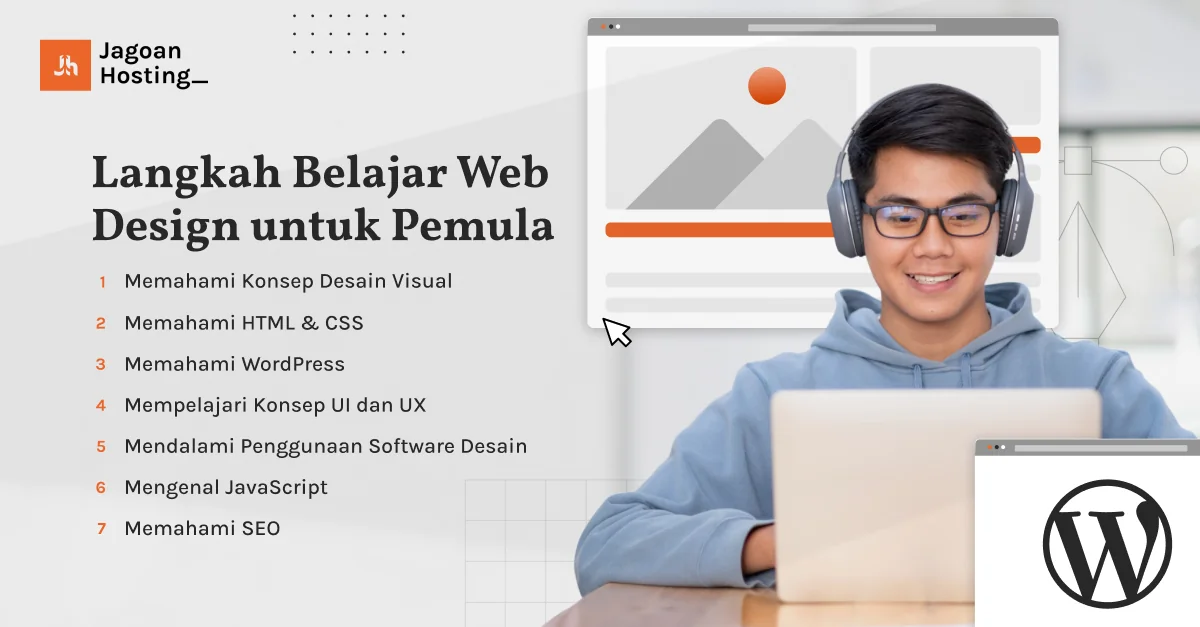 Jagoan
Hosting_
Langkah Belajar Web
Design untuk Pemula
1 Memahami Konsep Desain Visual
2 Memahami HTML & CSS
3 Memahami WordPress
4 Mempelajari Konsep UI dan UX
5 Mendalami Penggunaan Software Desain
6 Mengenal JavaScript
7 Memahami SEO